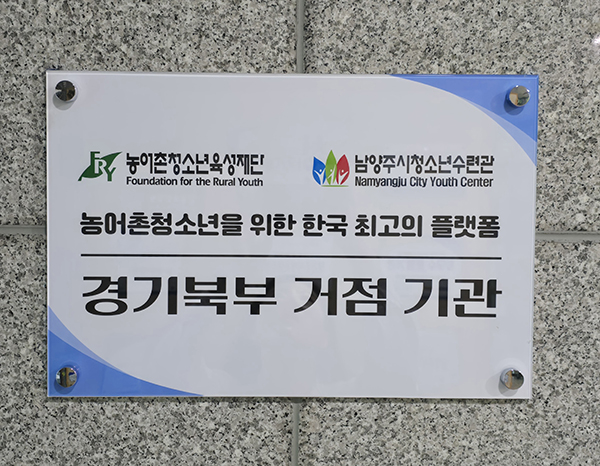 FRY 농어촌청소년육성재단 남양주시청소년수련관
Foundation for the Rural Youth Namyangju City Youth Center
농어촌청소년을 위한 한국 최고의 플랫폼
경기북부 거점 기관